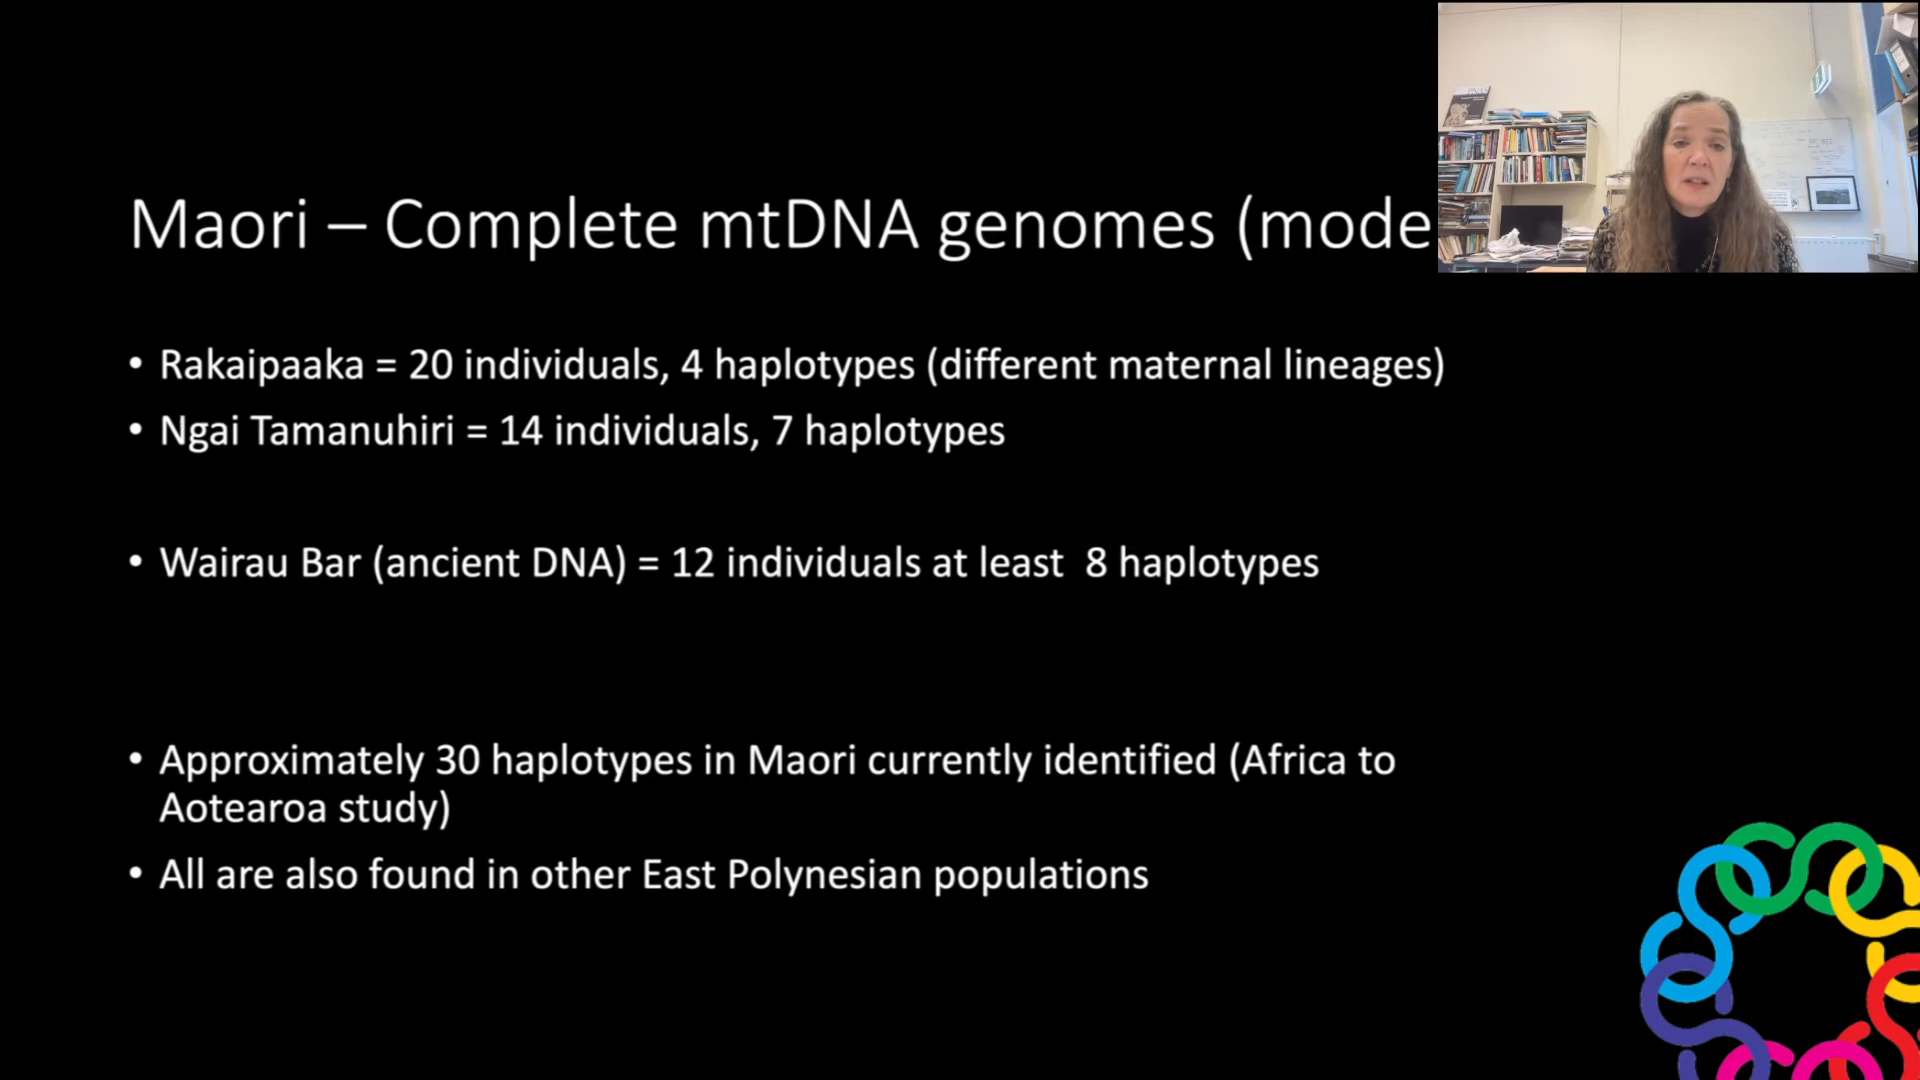 Maori – Complete mtDNA genomes (mode
• Rakaipaaka = 20 individuals, 4 haplotypes (different maternal lineages)
• Ngai Tamanuhiri = 14 individuals, 7 haplotypes
• Wairau Bar (ancient DNA) = 12 individuals at least 8 haplotypes
• Approximately 30 haplotypes in Maori currently identified (Africa to
Aotearoa study)
• All are also found in other East Polynesian populations